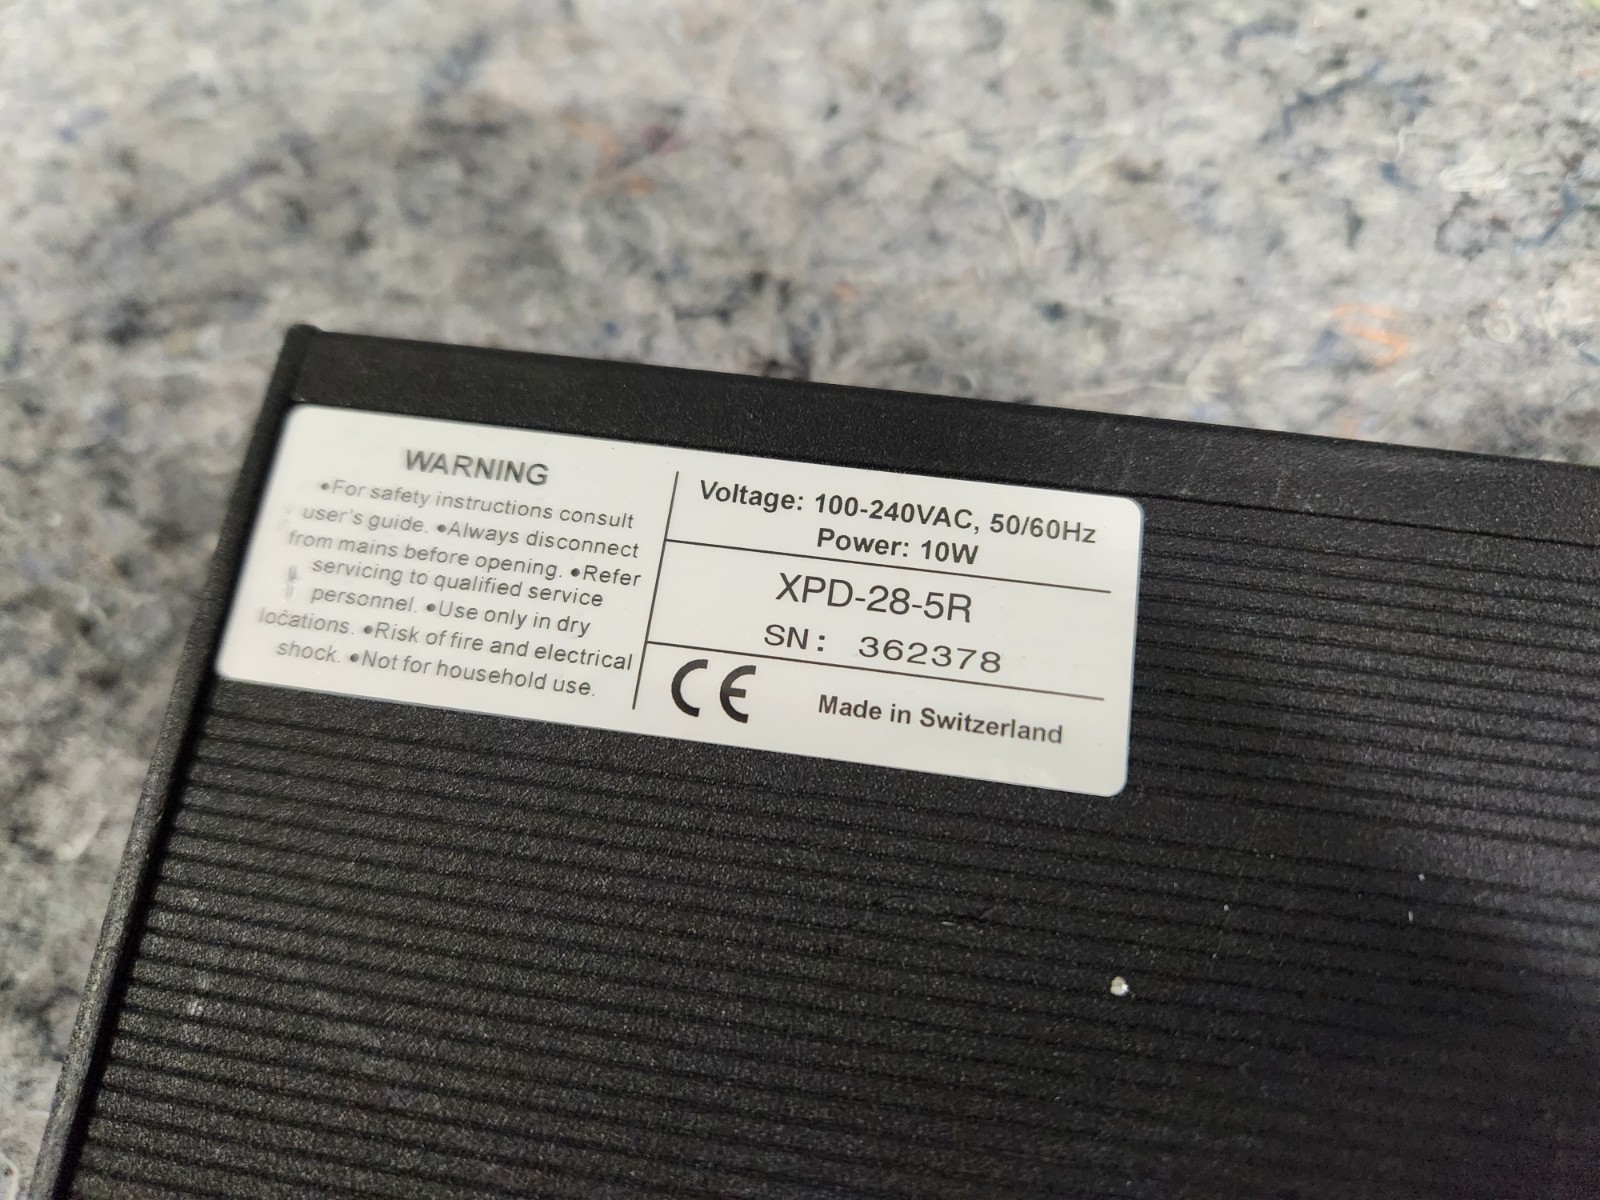 WARNING
•For safety instructions consult
user's guide. •Always disconnect
from mains before opening. •Refer
servicing to qualified service
personnel. •Use only in dry
locations. •Risk of fire and electrical
shock. •Not for household use.
Voltage: 100-240VAC, 50/60Hz
Power: 10W
XPD-28-5R
SN: 362378
CE
Made in Switzerland